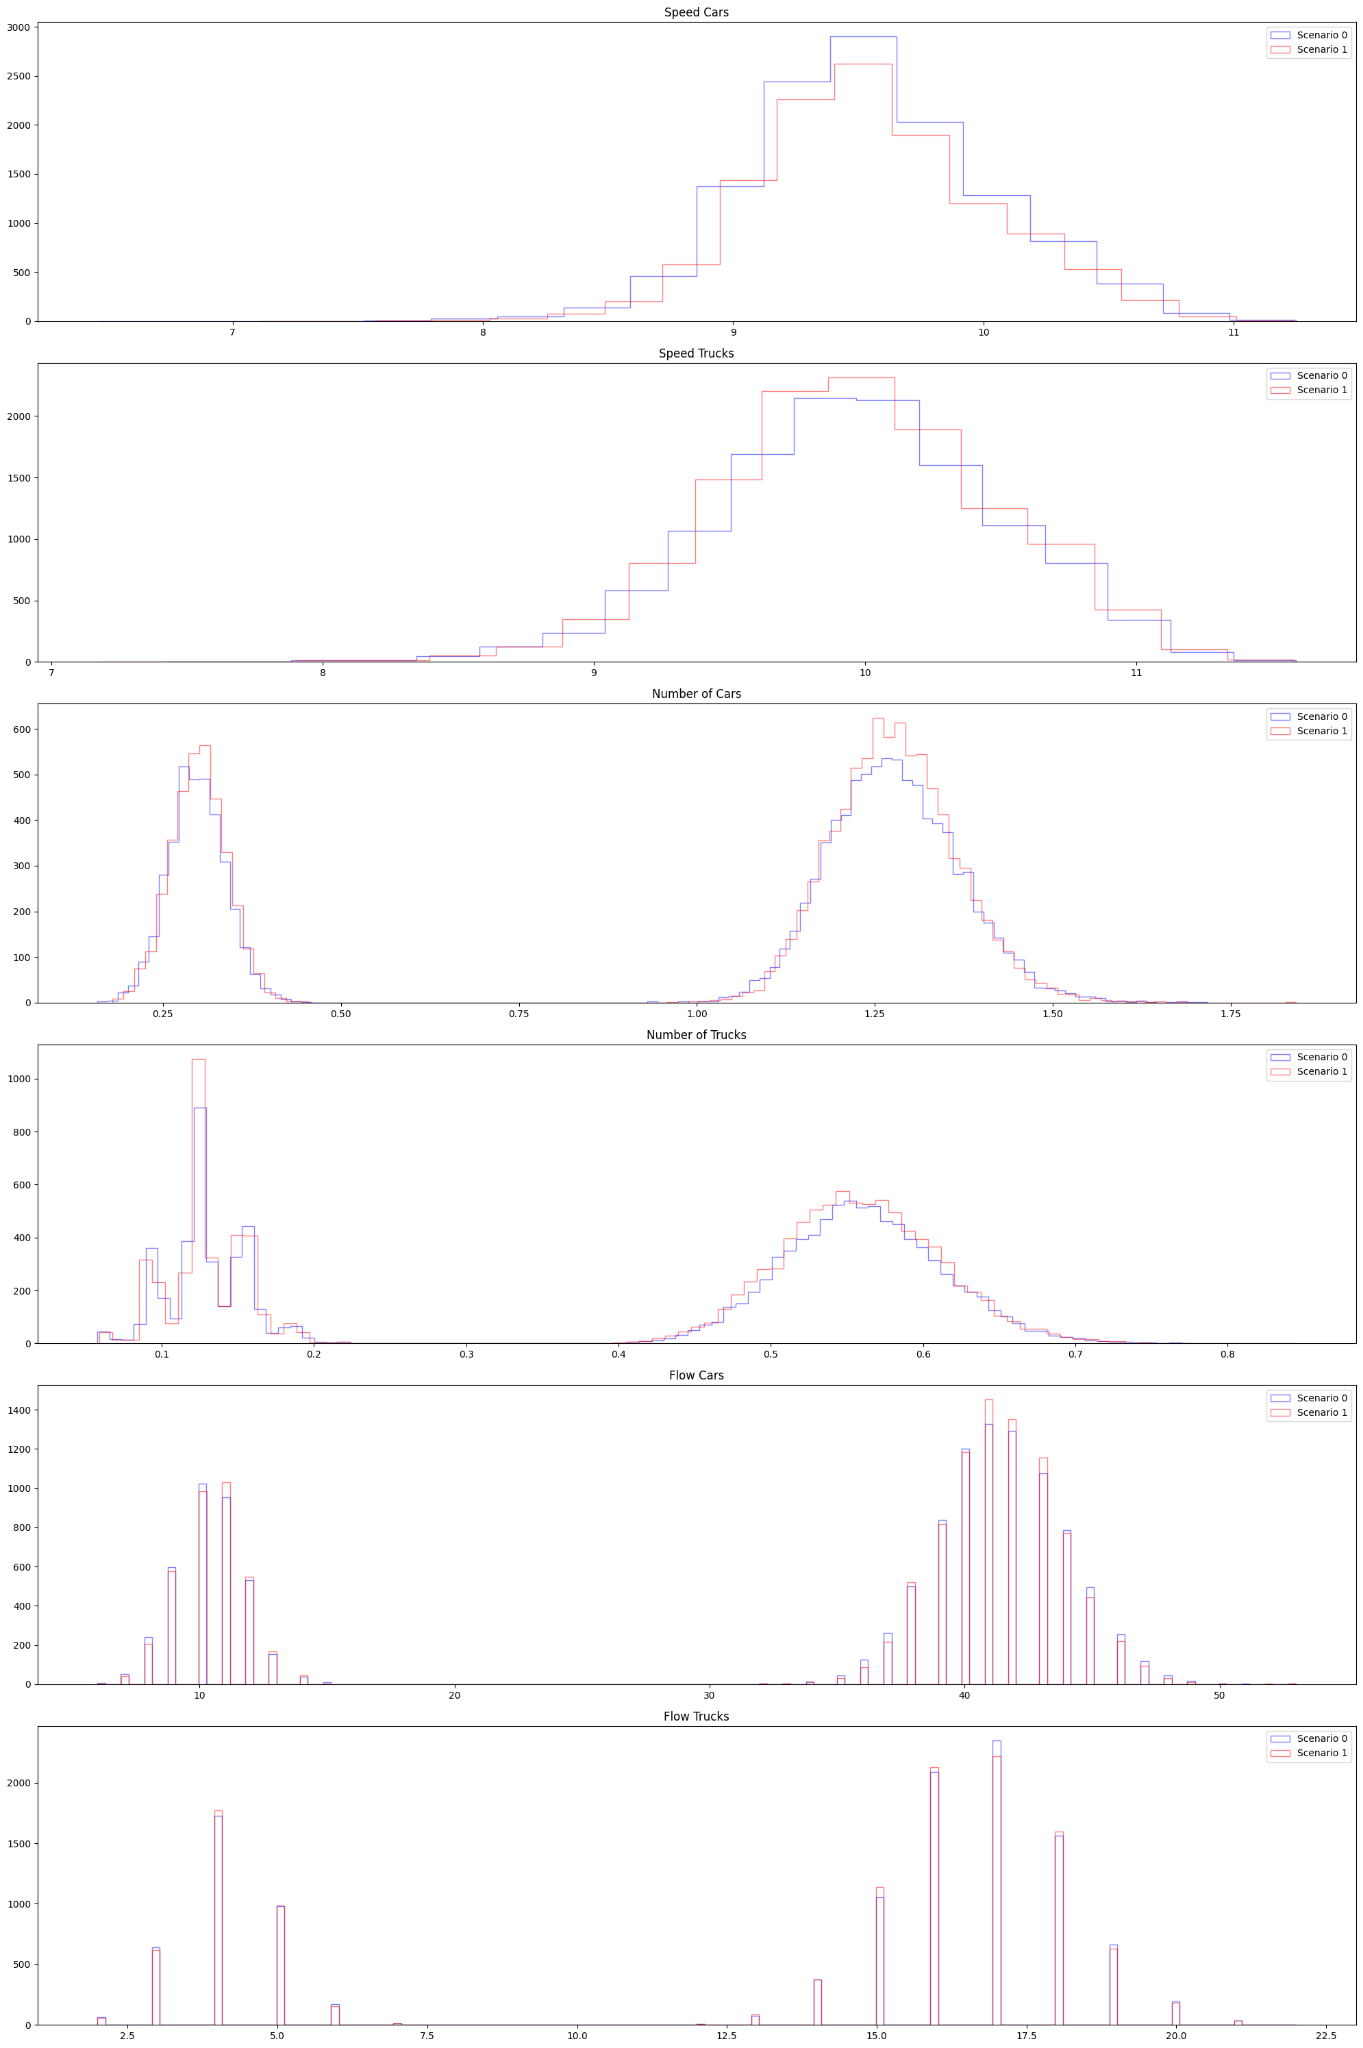 Speed Cars
3000
2500
2000
1500
1000
500
0
Scenario 0
Scenario 1
7 8 9 10 11
Speed Trucks
2000
1500
1000
500
0
Scenario 0
Scenario 1
7 8 9 10 11
Number of Cars
600
500
400
300
200
100
0
Scenario 0
Scenario 1
0.25 0.50 0.75 1.00 1.25 1.50 1.75
Number of Trucks
1000
800
600
400
200
0
Scenario 0
Scenario 1
0.1 0.2 0.3 0.4 0.5 0.6 0.7 0.8
Flow Cars
1400
1200
1000
800
600
400
200
0
Scenario 0
Scenario 1
10 20 30 40 50
Flow Trucks
2000
1500
1000
500
0
Scenario 0
Scenario 1
2.5 5.0 7.5 10.0 12.5 15.0 17.5 20.0 22.5